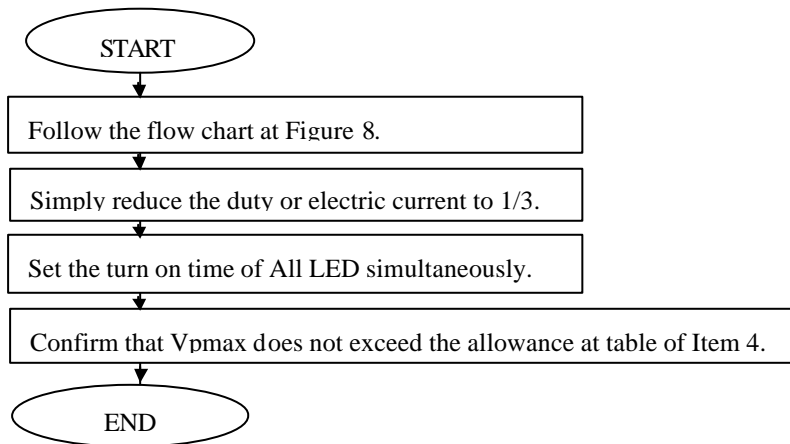 START
Follow the flow chart at Figure 8.
Simply reduce the duty or electric current to 1/3.
Set the turn on time of All LED simultaneously.
Confirm that Vpmax does not exceed the allowance at table of Item 4.
END